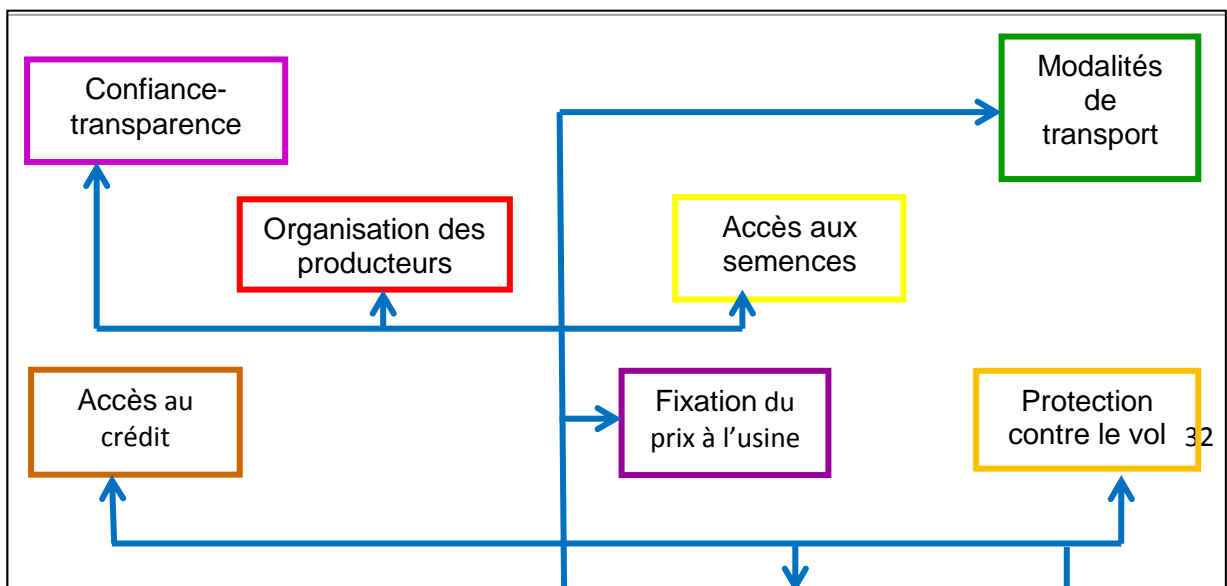 Confiance-
transparence
Modalités
de
transport
Organisation des
producteurs
Accès aux
semences
Accès au
crédit
Fixation du
prix à l'usine
Protection
contre le vol
32